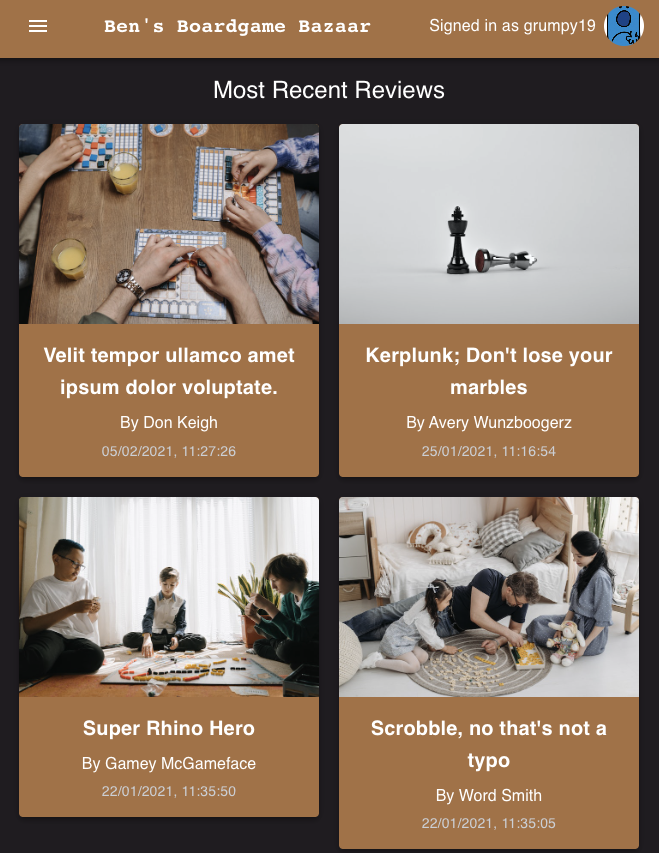 Ben's Boardgame Bazaar
Signed in as grumpy19
Most Recent Reviews
Velit tempor ullamco amet
ipsum dolor voluptate.
By Don Keigh
05/02/2021, 11:27:26
Kerplunk; Don't lose your
marbles
By Avery Wunzboogerz
25/01/2021, 11:16:54
Super Rhino Hero
By Gamey McGameface
22/01/2021, 11:35:50
Scrobble, no that's not a
typo
By Word Smith
22/01/2021, 11:35:05